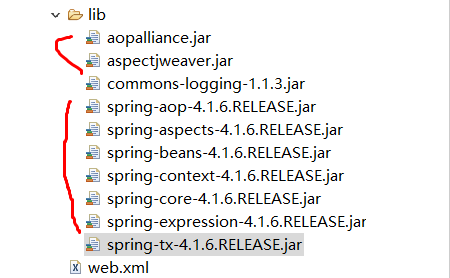 lib
aopalliance.jar
aspectjweaver.jar
commons-logging-1.1.3.jar
spring-aop-4.1.6.RELEASE.jar
spring-aspects-4.1.6.RELEASE.jar
spring-beans-4.1.6.RELEASE.jar
spring-context-4.1.6.RELEASE.jar
spring-core-4.1.6.RELEASE.jar
spring-expression-4.1.6.RELEASE.jar
spring-tx-4.1.6.RELEASE.jar
web.xml